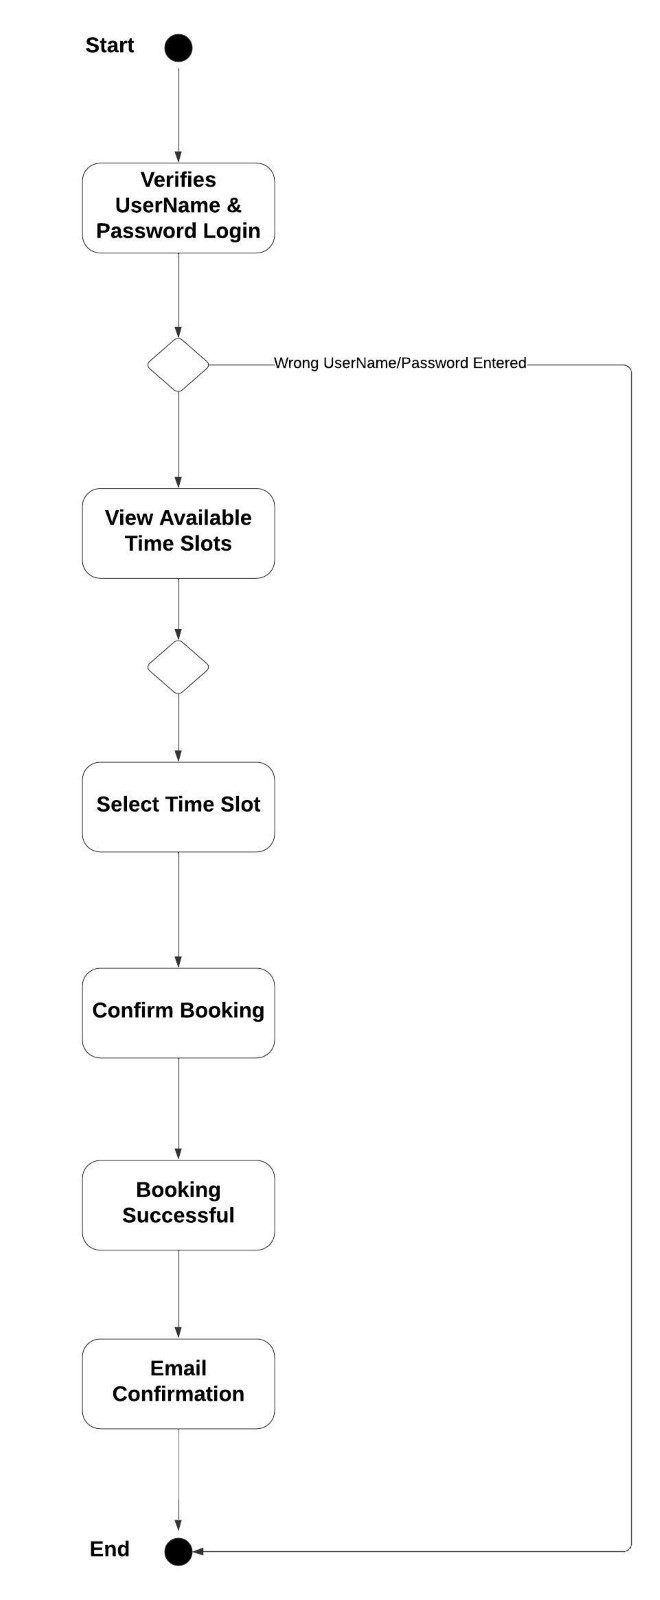 Start
Verifies
UserName &
Password Login
Wrong UserName/Password Entered
View Available
Time Slots
Select Time Slot
Confirm Booking
Booking
Successful
Email
Confirmation
End